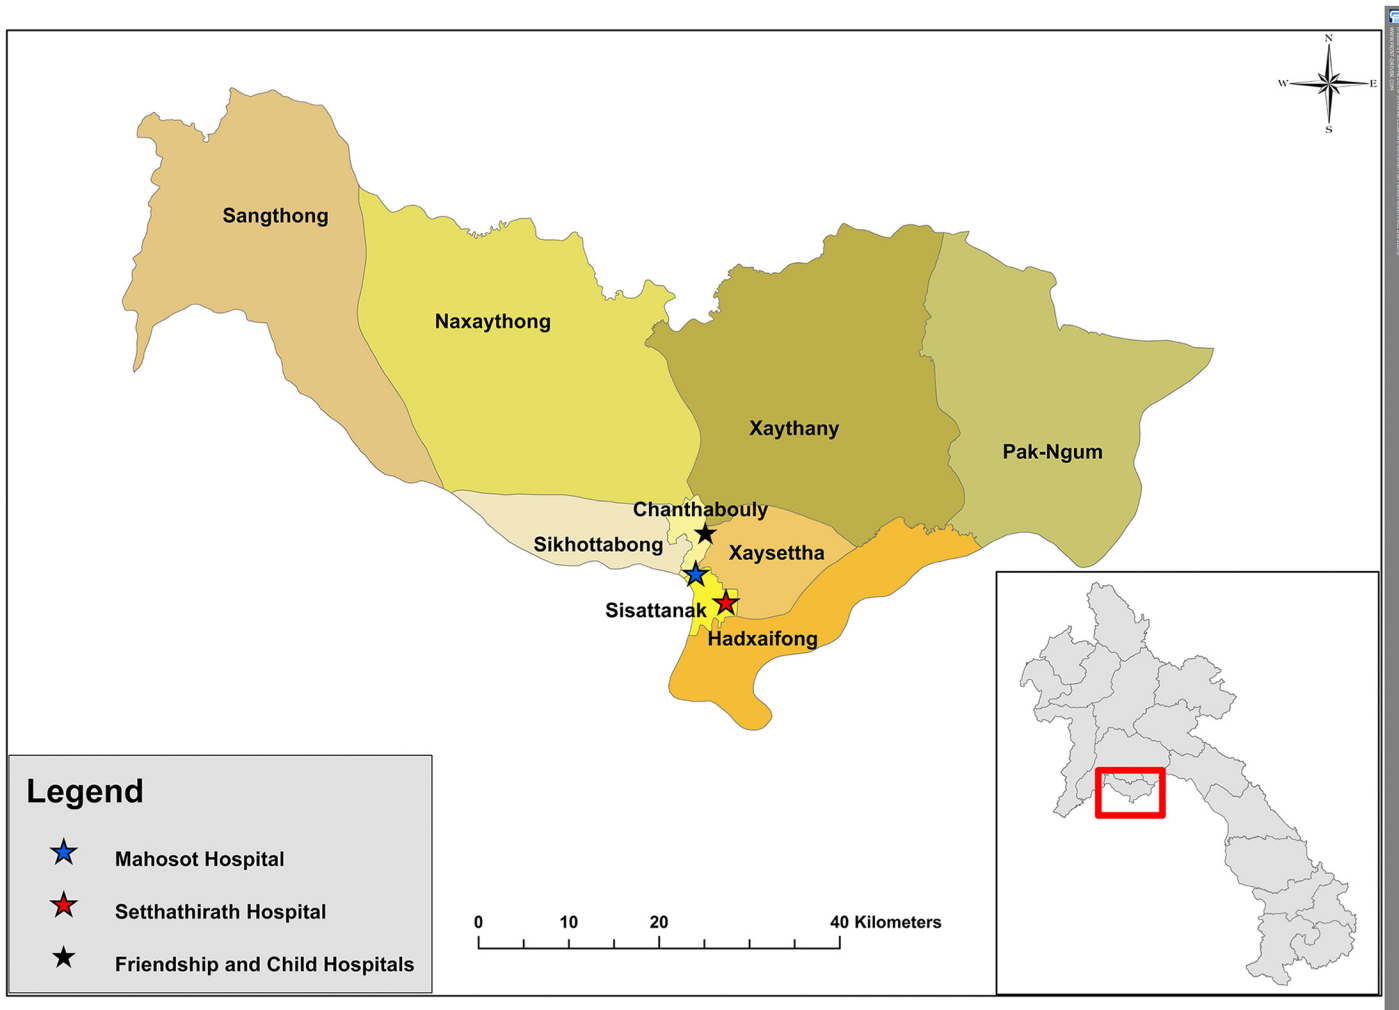 N
W E
S
Sangthong
Naxaythong
Xaythany
Pak-Ngum
Chanthabouly
Sikhottabong
Xaysettha
Sisattanak
Hadxaifong
Legend
Mahosot Hospital
Setthathirath Hospital
Friendship and Child Hospitals
0 10 20 40 Kilometers